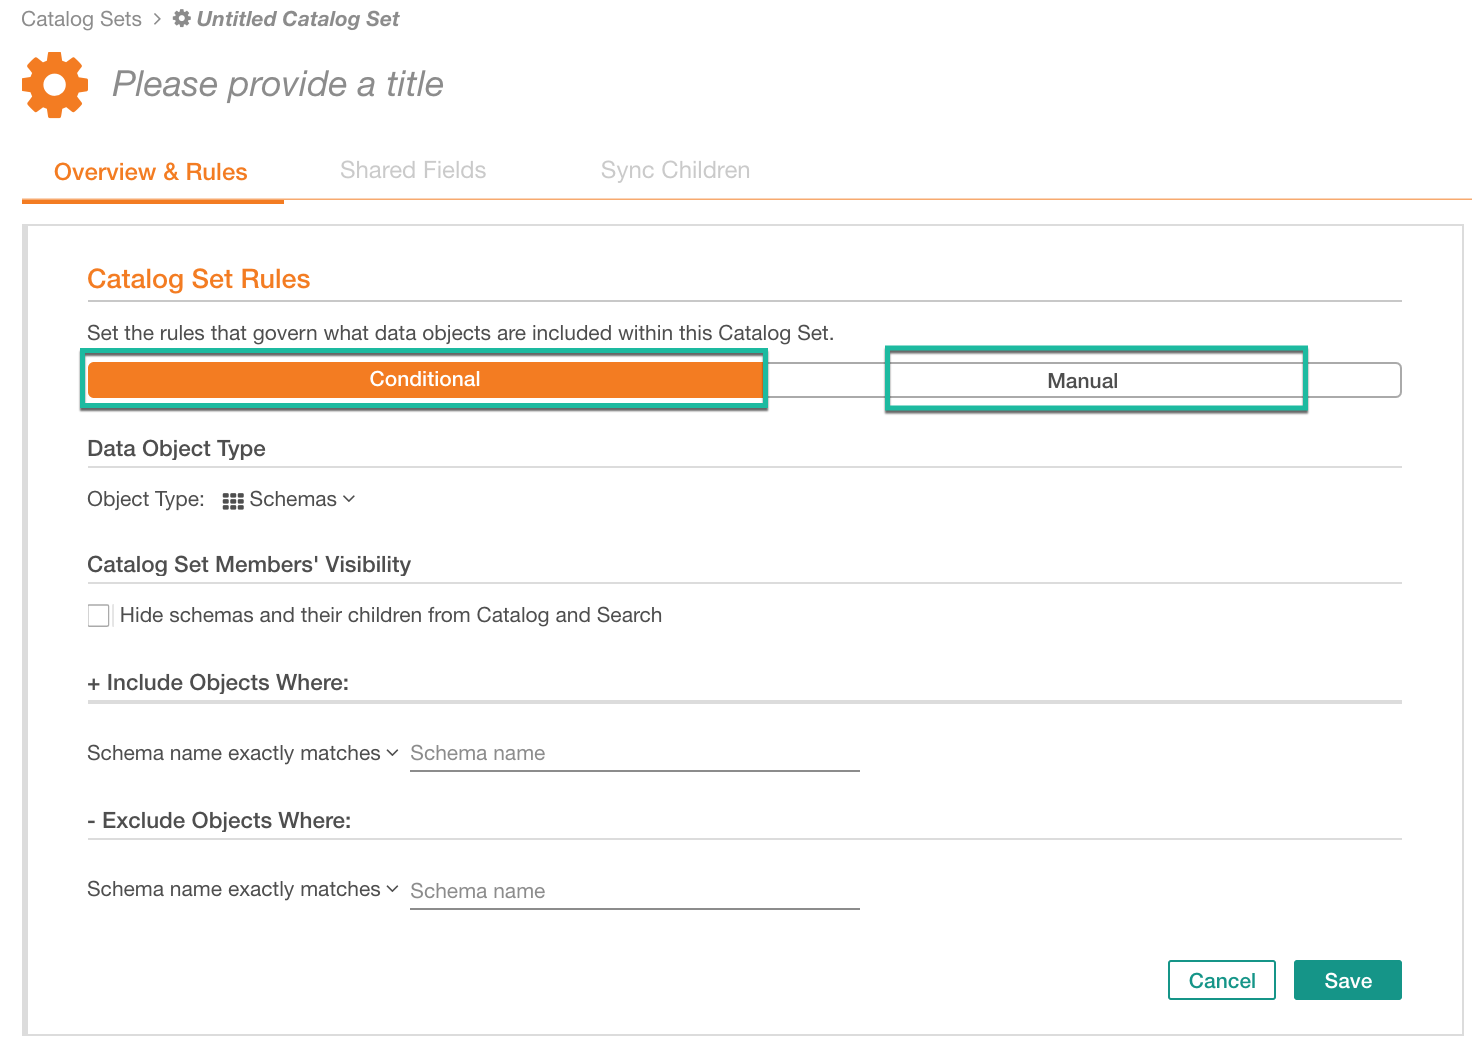 Catalog Sets > Untitled Catalog Set
Please provide a title
Overview & Rules Shared Fields Sync Children
Catalog Set Rules
Set the rules that govern what data objects are included within this Catalog Set.
Conditional Manual
Data Object Type
Object Type: Schemas
Catalog Set Members' Visibility
Hide schemas and their children from Catalog and Search
+ Include Objects Where:
Schema name exactly matches Schema name
- Exclude Objects Where:
Schema name exactly matches Schema name
Cancel Save